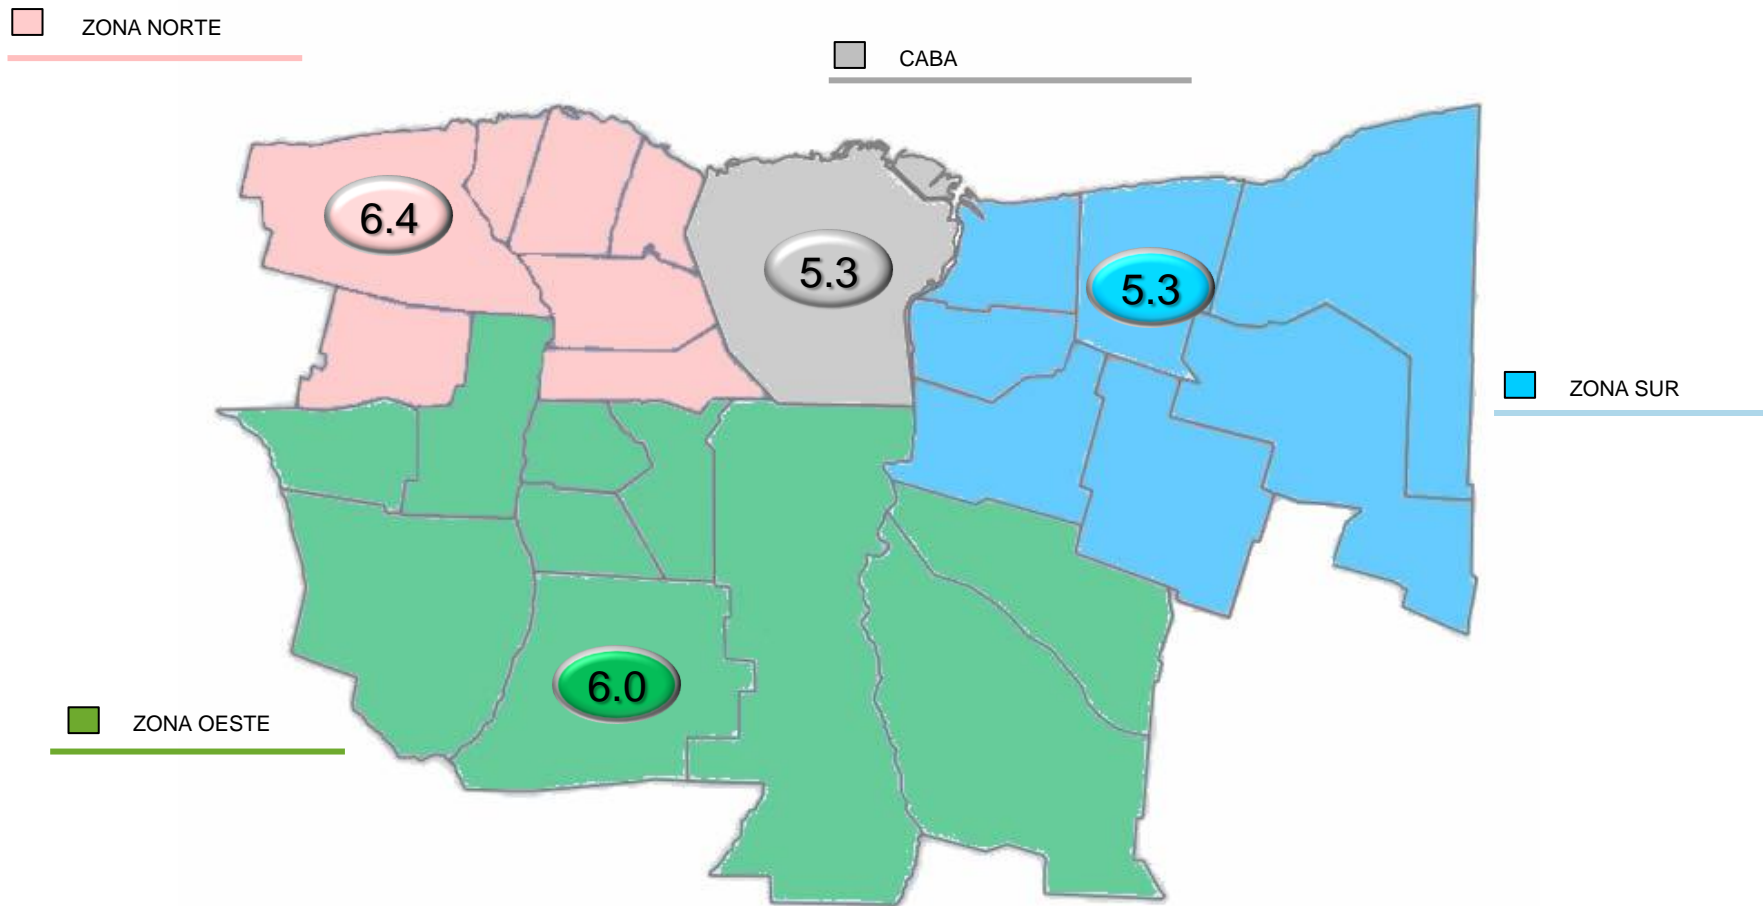 ZONA NORTE
CABA
6.4
5.3
5.3
ZONA SUR
6.0
ZONA OESTE